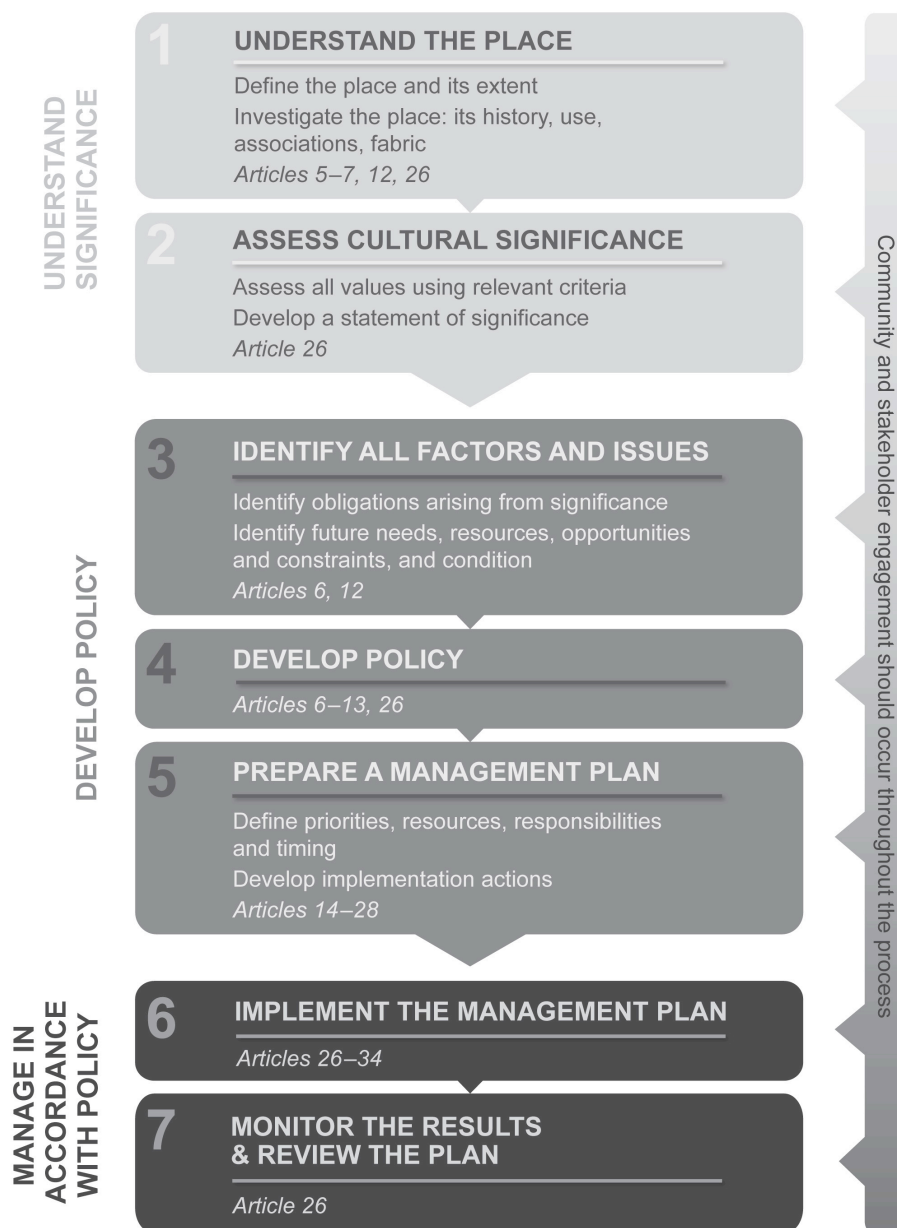 UNDERSTAND
SIGNIFICANCE
1
UNDERSTAND THE PLACE
Define the place and its extent
Investigate the place: its history, use,
associations, fabric
Articles 5–7, 12, 26
2
ASSESS CULTURAL SIGNIFICANCE
Assess all values using relevant criteria
Develop a statement of significance
Article 26
DEVELOP POLICY
3
IDENTIFY ALL FACTORS AND ISSUES
Identify obligations arising from significance
Identify future needs, resources, opportunities
and constraints, and condition
Articles 6, 12
4
DEVELOP POLICY
Articles 6–13, 26
5
PREPARE A MANAGEMENT PLAN
Define priorities, resources, responsibilities
and timing
Develop implementation actions
Articles 14–28
MANAGE IN
ACCORDANCE
WITH POLICY
6
IMPLEMENT THE MANAGEMENT PLAN
Articles 26–34
7
MONITOR THE RESULTS
& REVIEW THE PLAN
Article 26
Community and stakeholder engagement should occur throughout the process